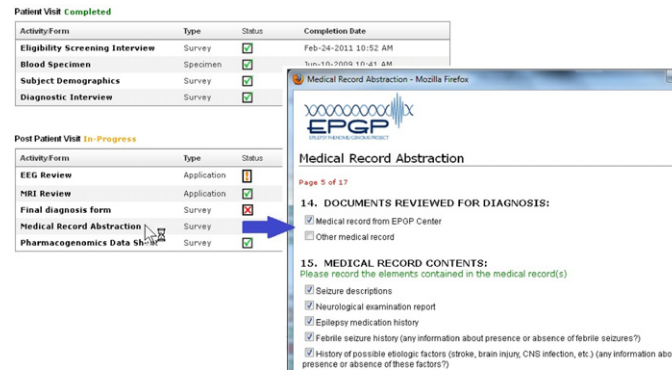 Patient Visit Completed
Activity/Form Type Status Completion Date
Eligibility Screening Interview Survey Feb-24-2011 10:52 AM
Blood Specimen Specimen Jun-10-2009 10:41 AM
Subject Demographics Survey
Diagnostic Interview Survey
Post Patient Visit In-Progress
Activity/Form Type Status
EEG Review Application
MRI Review Application
Final diagnosis form Survey
Medical Record Abstraction Survey
Pharmacogenomics Data Survey
Medical Record Abstraction - Mozilla Firefox
EPGP
EPILEPSY PHENOME/GENOME PROJECT
Medical Record Abstraction
Page 5 of 17
14. DOCUMENTS REVIEWED FOR DIAGNOSIS:
Medical record from EPGP Center
Other medical record
15. MEDICAL RECORD CONTENTS:
Please record the elements contained in the medical record(s)
Seizure descriptions
Neurological examination report
Epilepsy medication history
Febrile seizure history (any information about presence or absence of febrile seizures?)
History of possible etiologic factors (stroke, brain injury, CNS infection, etc.) (any information abo
presence or absence of these factors?)